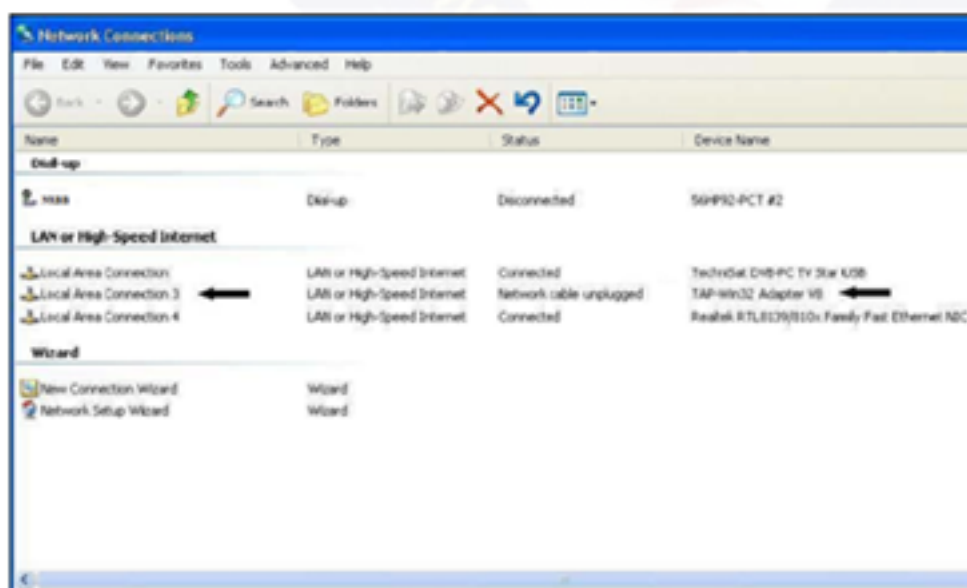 Network Connections
File Edit View Favorites Tools Advanced Help
Back Search Folders
Name Type Status Device Name
Dial-up
Dial-up Disconnected 56HP92-PCT #2
LAN or High-Speed Internet
Local Area Connection LAN or High-Speed Internet Connected TechniSat DVB-PC TV Star USB
Local Area Connection 3 LAN or High-Speed Internet Network cable unplugged TAP-Win32 Adapter V8
Local Area Connection 4 LAN or High-Speed Internet Connected Realtek RTL8139/810x Family Fast Ethernet NIC
Wizard
New Connection Wizard Wizard
Network Setup Wizard Wizard